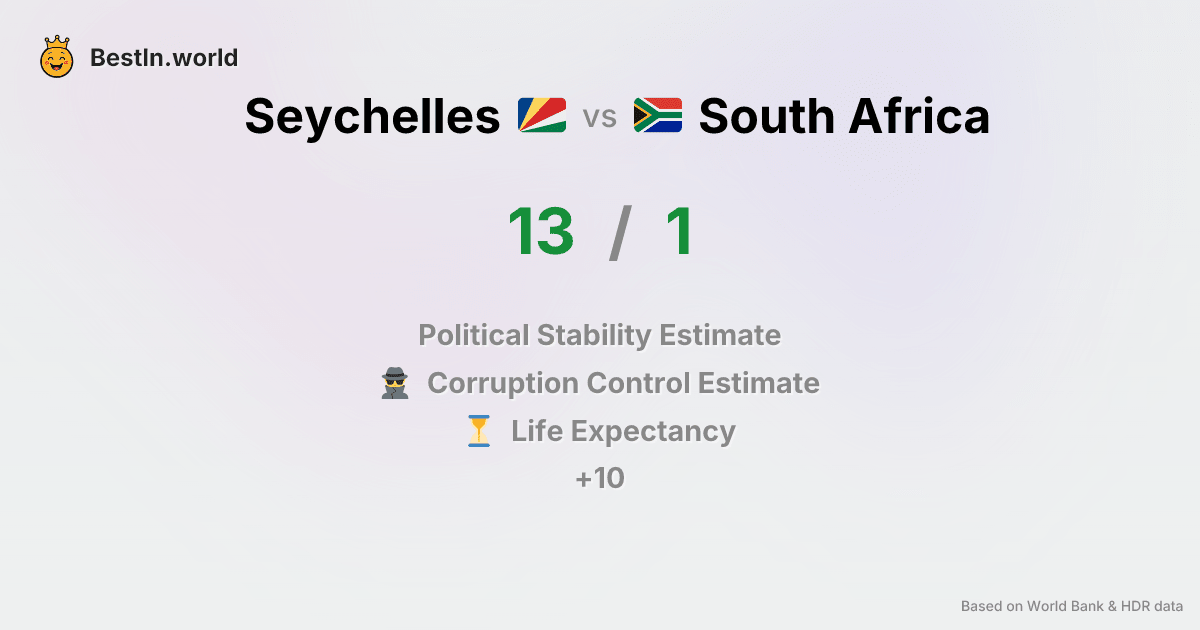 BestIn.world
Seychelles vs South Africa
13 / 1
Political Stability Estimate
Corruption Control Estimate
Life Expectancy
+10
Based on World Bank & HDR data